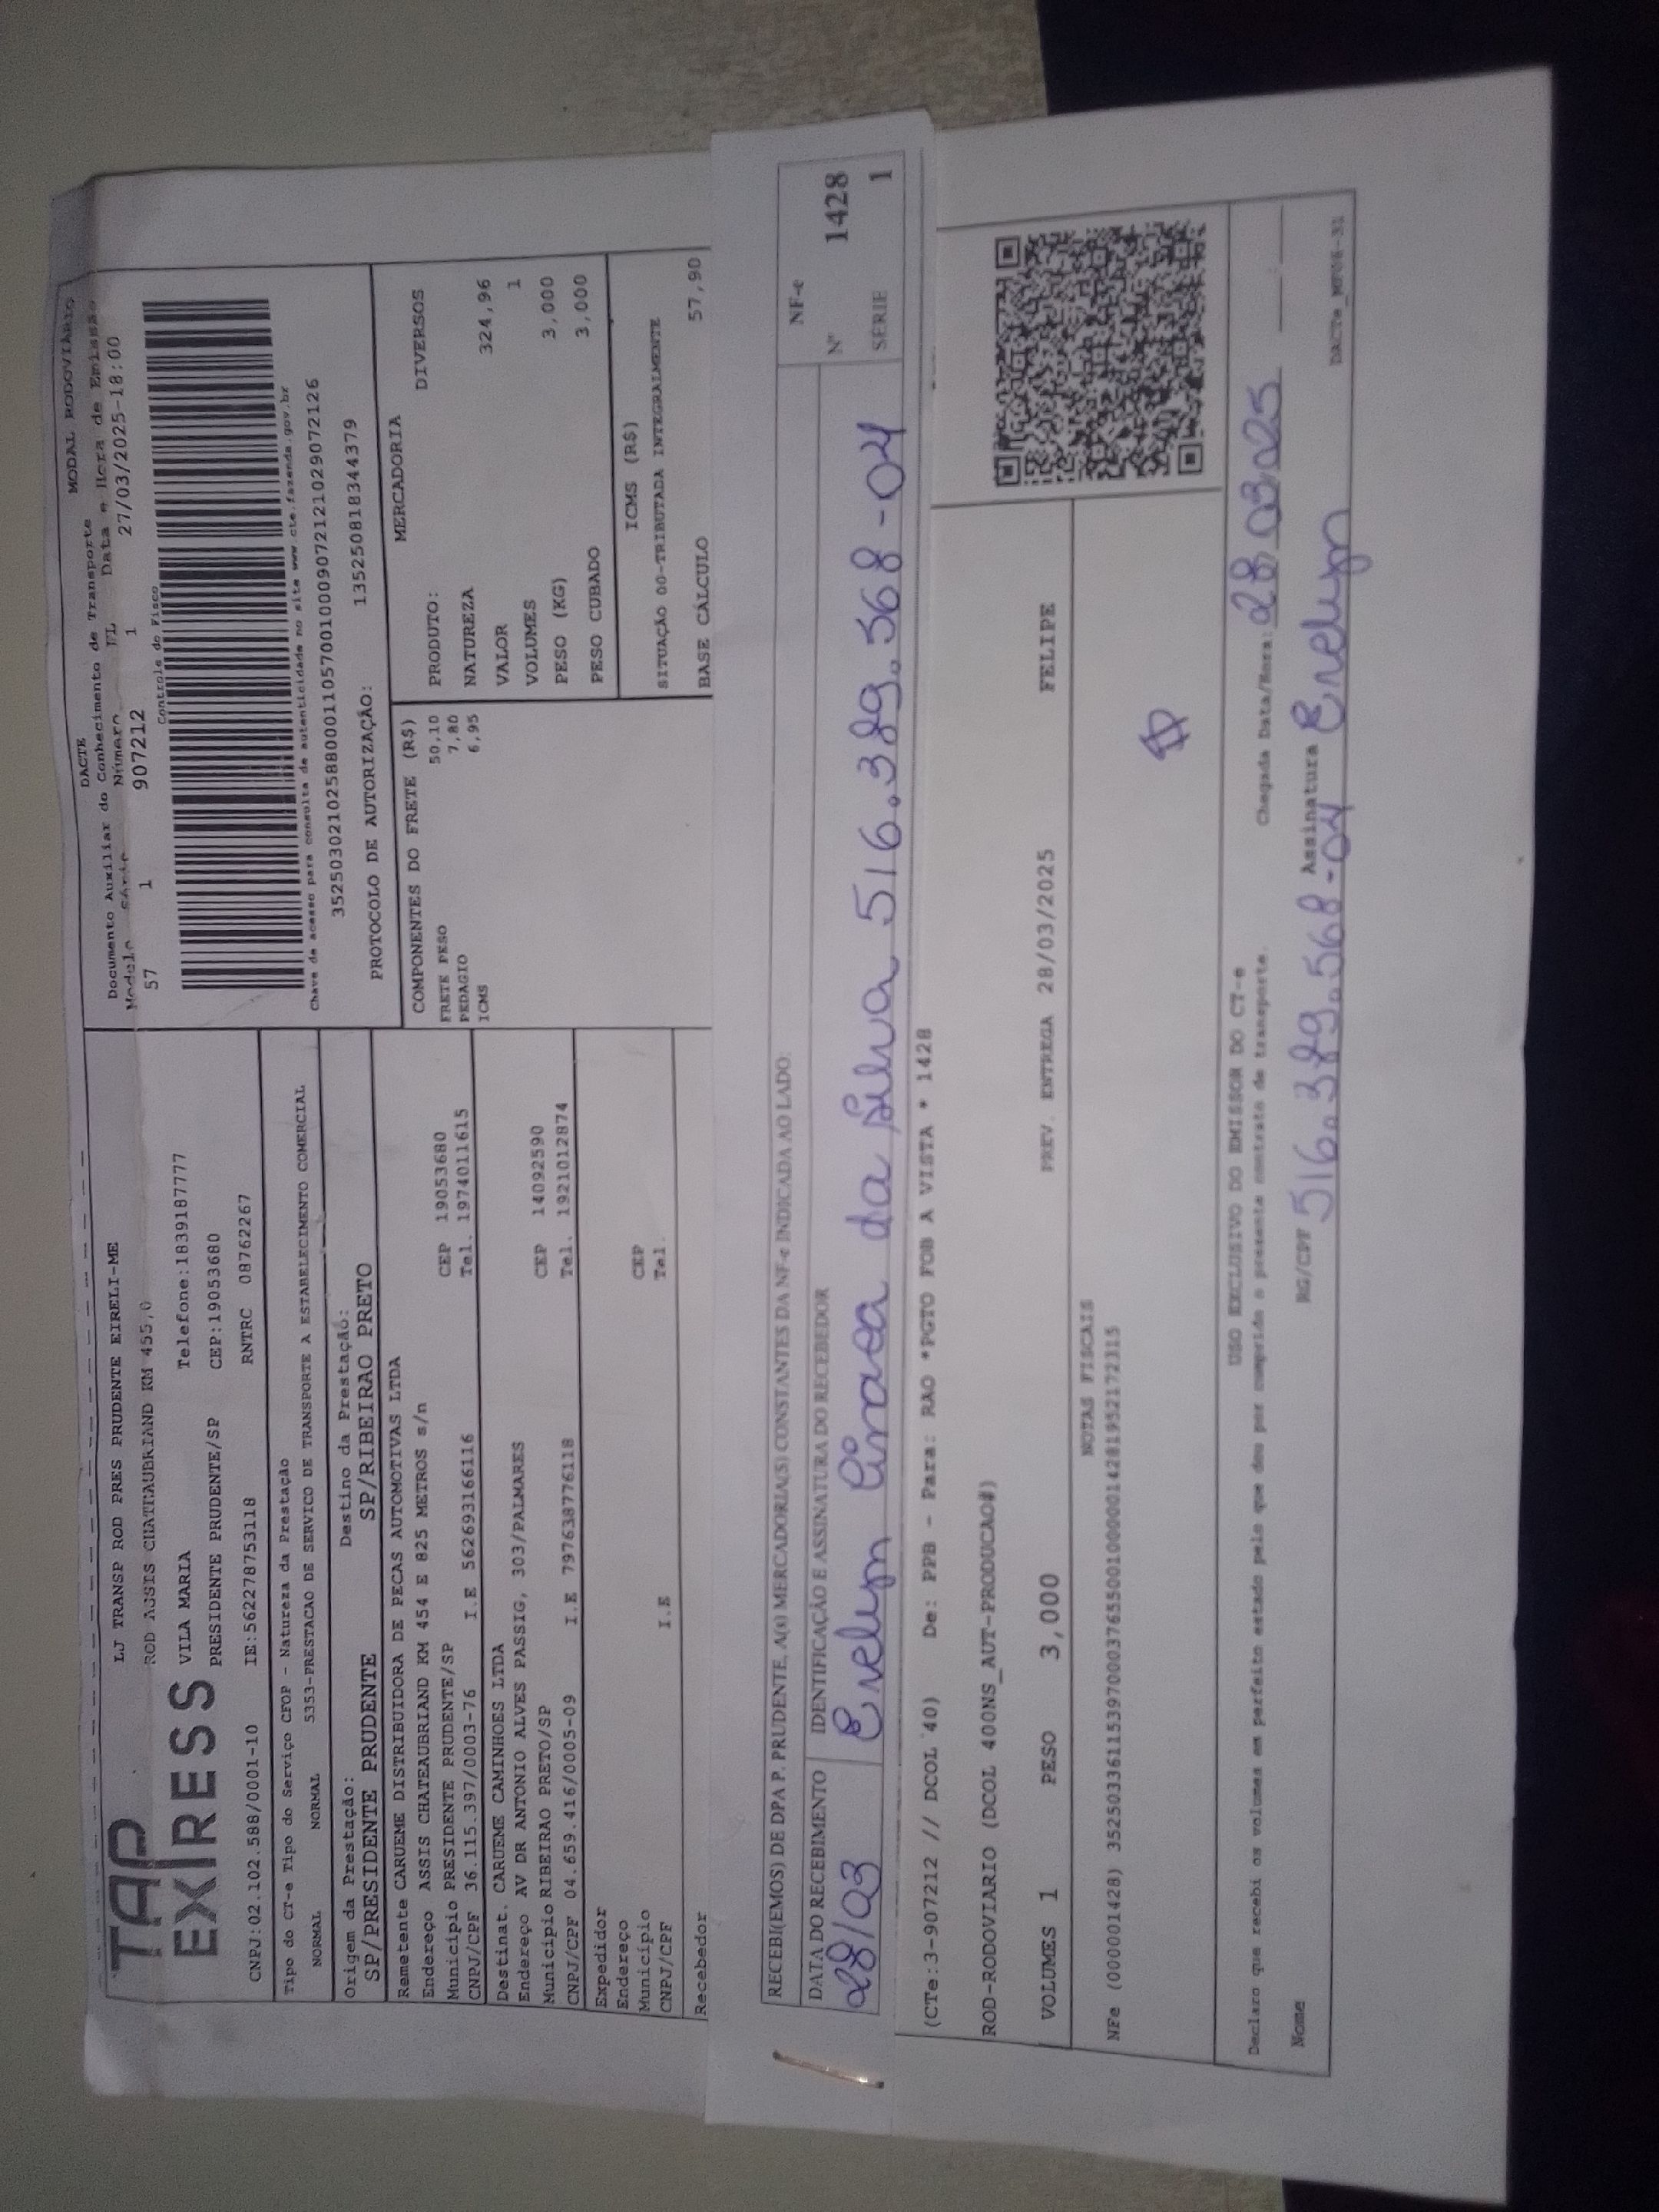 TAP
EXPRESS
LJ TRANSP ROD PRES PRUDENTE EIRELI-ME
ROD ASSIS CHATEAUBRIAND KM 455,0
VILA MARIA Telefone:1839187777
PRESIDENTE PRUDENTE/SP CEP:19053680
CNPJ:02.102.588/0001-10 IE:562278753118 RNTRC 08762267
Tipo do CT-e Tipo do Serviço CFOP - Natureza da Prestação
NORMAL NORMAL 5353-PRESTACAO DE SERVICO DE TRANSPORTE A ESTABELECIMENTO COMERCIAL
Origem da Prestação: Destino da Prestação:
SP/PRESIDENTE PRUDENTE SP/RIBEIRAO PRETO
Remetente CARUEME DISTRIBUIDORA DE PECAS AUTOMOTIVAS LTDA
Endereço ASSIS CHATEAUBRIAND KM 454 E 825 METROS s/n
Município PRESIDENTE PRUDENTE/SP CEP 19053680
CNPJ/CPF 36.115.397/0003-76 I.E 562693166116 Tel. 1974011615
Destinat. CARUEME CAMINHOES LTDA
Endereço AV DR ANTONIO ALVES PASSIG, 303/PALMARES
Município RIBEIRAO PRETO/SP CEP 14092590
CNPJ/CPF 04.659.416/0005-09 I.E 797638776118 Tel. 1921012874
Expedidor
Endereço
Município CEP
CNPJ/CPF I.E Tel.
Recebedor
DACTE MODAL RODOVIÁRIO
Documento Auxiliar do Conhecimento de Transporte
Modelo Série Número FL Data e Hora de Emissão
57 1 907212 1 27/03/2025-18:00
Controle do Fisco
Chave de acesso para consulta de autenticidade no site www.cte.fazenda.gov.br
35250302102588000110570010009072121029072126
PROTOCOLO DE AUTORIZAÇÃO: 135250818344379
COMPONENTES DO FRETE (R$)
FRETE PESO 50,10
PEDAGIO 7,80
ICMS 6,95
MERCADORIA
PRODUTO: DIVERSOS
NATUREZA
VALOR 324,96
VOLUMES 1
PESO (KG) 3,000
PESO CUBADO 3,000
ICMS (R$)
SITUAÇÃO 00-TRIBUTADA INTEGRALMENTE
BASE CÁLCULO 57,90
RECEBI(EMOS) DE DPA P. PRUDENTE, A(s) MERCADORIA(S) CONSTANTES DA NF-e INDICADA AO LADO:
DATA DO RECEBIMENTO IDENTIFICAÇÃO E ASSINATURA DO RECEBEDOR
28/03 da Silva 516.389.568-04
NF-e
Nº 1428
SÉRIE 1
(CTe:3-907212 // DCOL 40) De: PPB - Para: RAO *PGTO FOB A VISTA * 1428
ROD-RODOVIARIO (DCOL 400NS_AUT-PRODUCAO#)
VOLUMES 1 PESO 3,000 PREV. ENTREGA 28/03/2025 FELIPE
NOTAS FISCAIS
NFe (000001428)
USO EXCLUSIVO DO EMISSOR DO CT-e
Declaro que recebi os volumes em perfeito estado pelo que dou por cumprido o presente contrato de transporte. Chegada Data/Hora: 28 03 2025
Nome RG/CPF 516.389.568-04 Assinatura